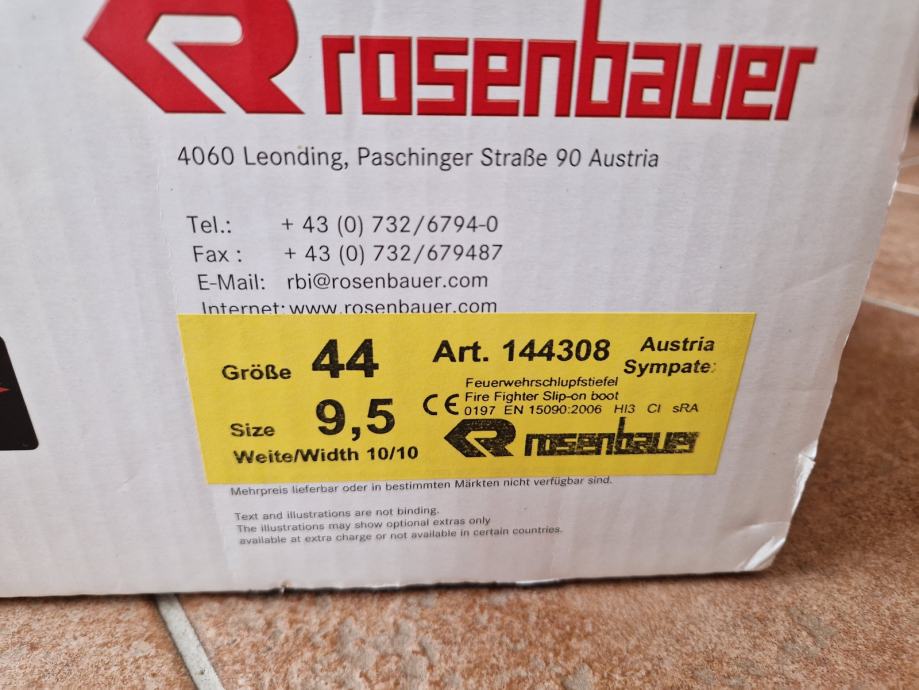 rosenbauer
4060 Leonding, Paschinger Straße 90 Austria
Tel.: + 43 (0) 732/6794-0
Fax : + 43 (0) 732/679487
E-Mail: rbi@rosenbauer.com
Internet: www.rosenbauer.com
Größe 44 Art. 144308 Austria
Sympatex
Feuerwehrschlupfstiefel
Fire Fighter Slip-on boot
Size 9,5 CE 0197 EN 15090:2006 HI3 CI sRA
rosenbauer
Weite/Width 10/10
Mehrpreis lieferbar oder in bestimmten Märkten nicht verfügbar sind.
Text and illustrations are not binding.
The illustrations may show optional extras only
available at extra charge or not available in certain countries.